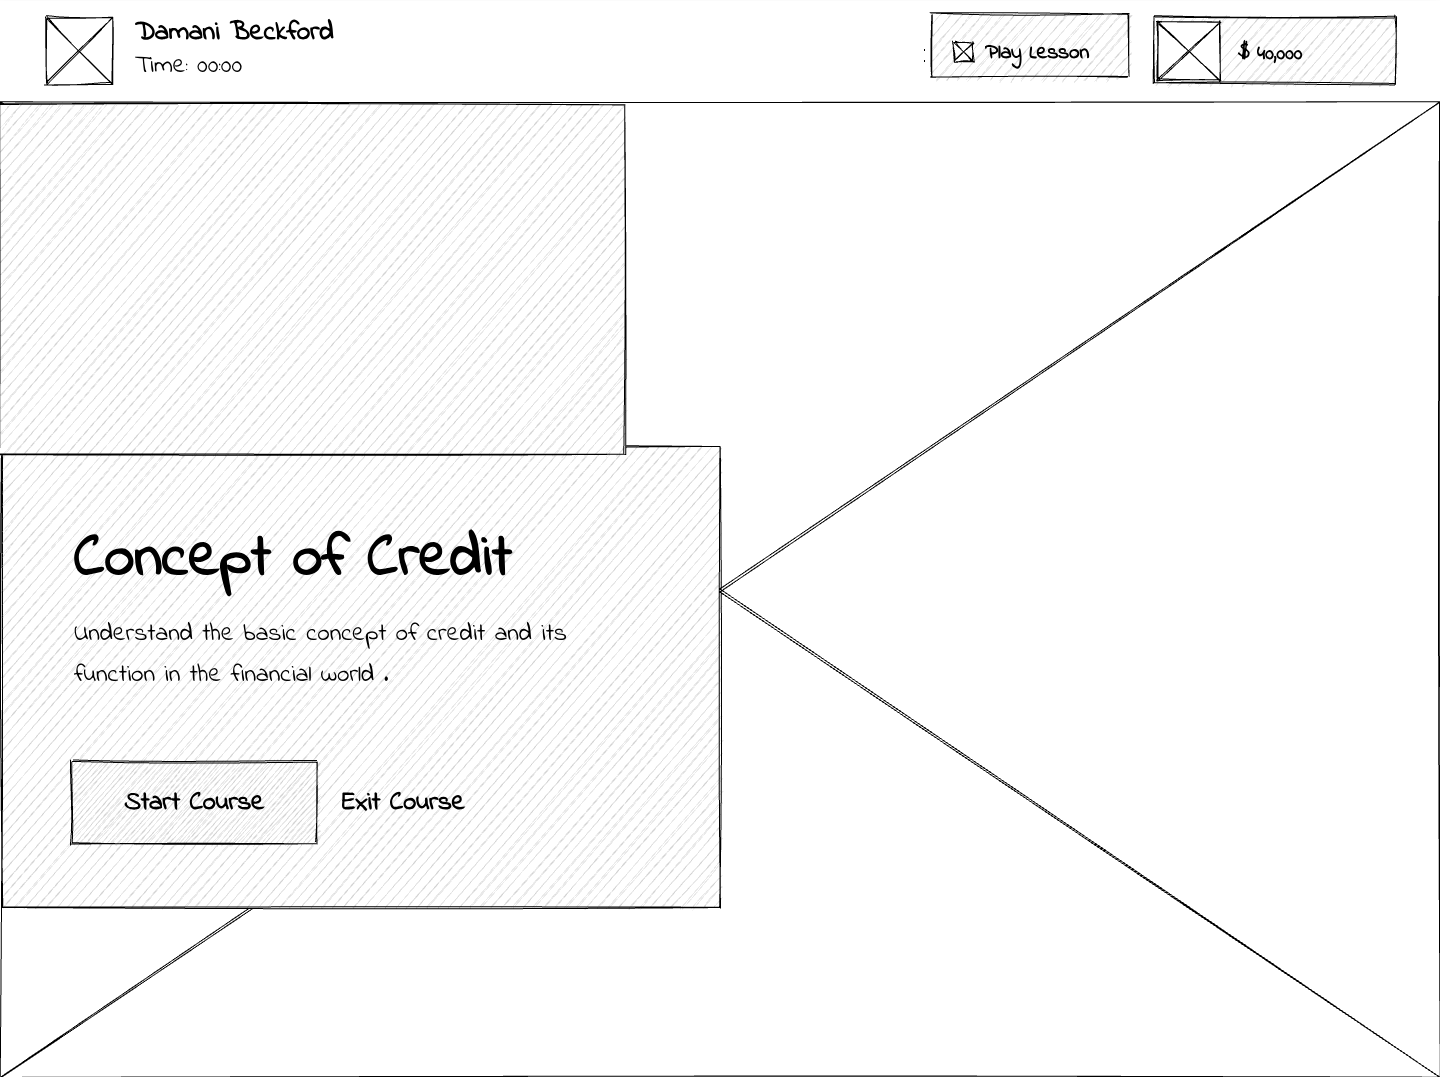 Damani Beckford
Time: 00:00
Play Lesson
$ 40,000
Concept of Credit
Understand the basic concept of credit and its
function in the financial world .
Start Course
Exit Course